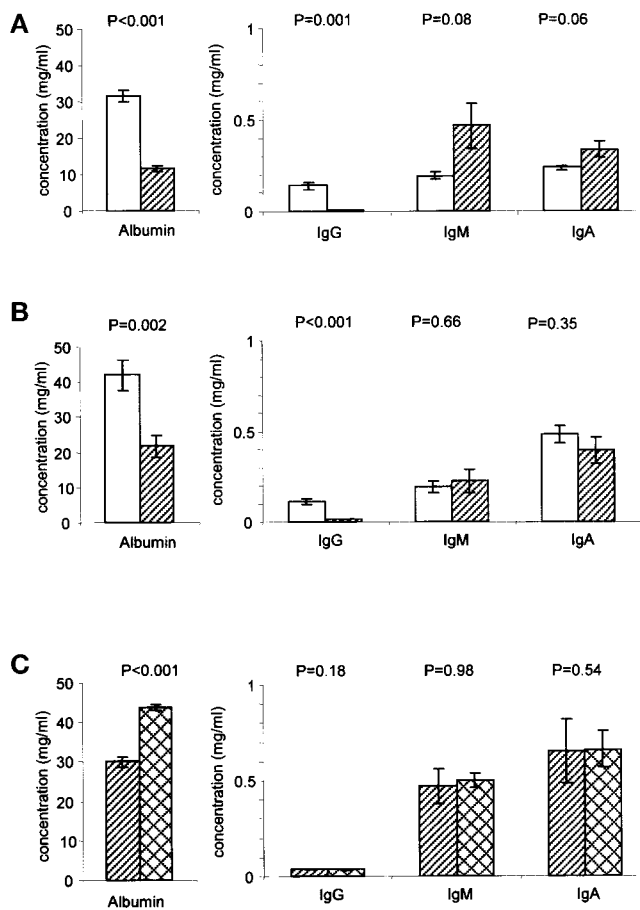 A
P<0.001 P=0.001 P=0.08 P=0.06
concentration (mg/ml)
50
40
30
20
10
0
Albumin
concentration (mg/ml)
1
0.5
0
IgG IgM IgA
B
P=0.002 P<0.001 P=0.66 P=0.35
concentration (mg/ml)
50
40
30
20
10
0
Albumin
concentration (mg/ml)
1
0.5
0
IgG IgM IgA
C
P<0.001 P=0.18 P=0.98 P=0.54
concentration (mg/ml)
50
40
30
20
10
0
Albumin
concentration (mg/ml)
1
0.5
0
IgG IgM IgA